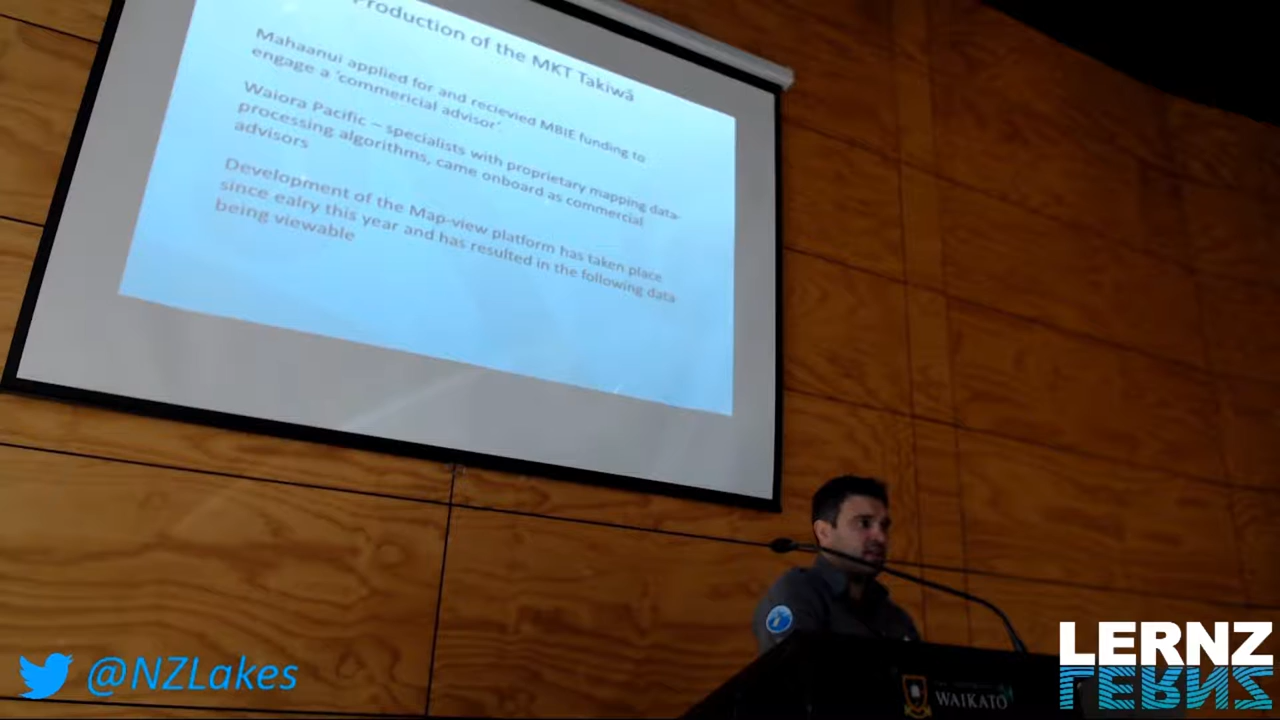 Production of the MKT Takiwā
Mahaanui applied for and recieved MBIE funding to
engage a 'commericial advisor'.
Waiora Pacific – specialists with proprietary mapping data-
processing algorithms, came onboard as commercial
advisors
Development of the Map-view platform has taken place
since ealry this year and has resulted in the following data
being viewable
@NZLakes
WAIKATO
LERNZ
LERNZ